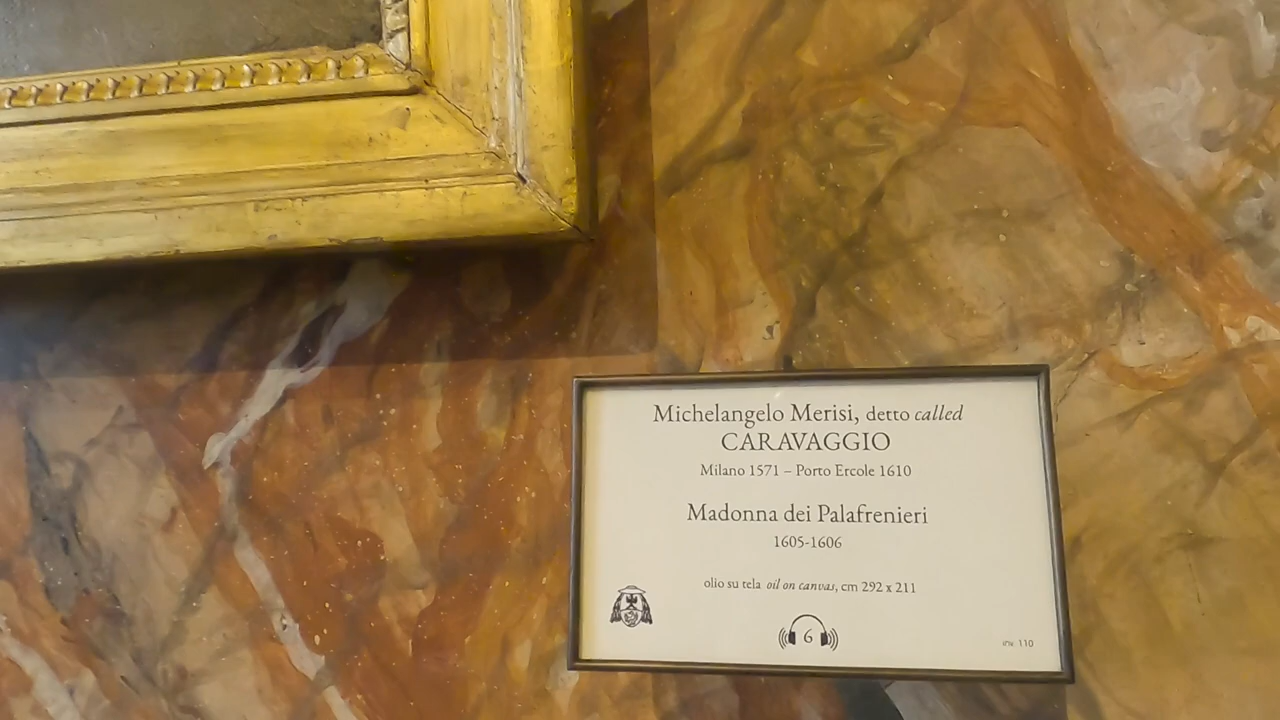 Michelangelo Merisi, detto called
CARAVAGGIO
Milano 1571 – Porto Ercole 1610
Madonna dei Palafrenieri
1605-1606
olio su tela oil on canvas, cm 292 x 211
6
inv. 110